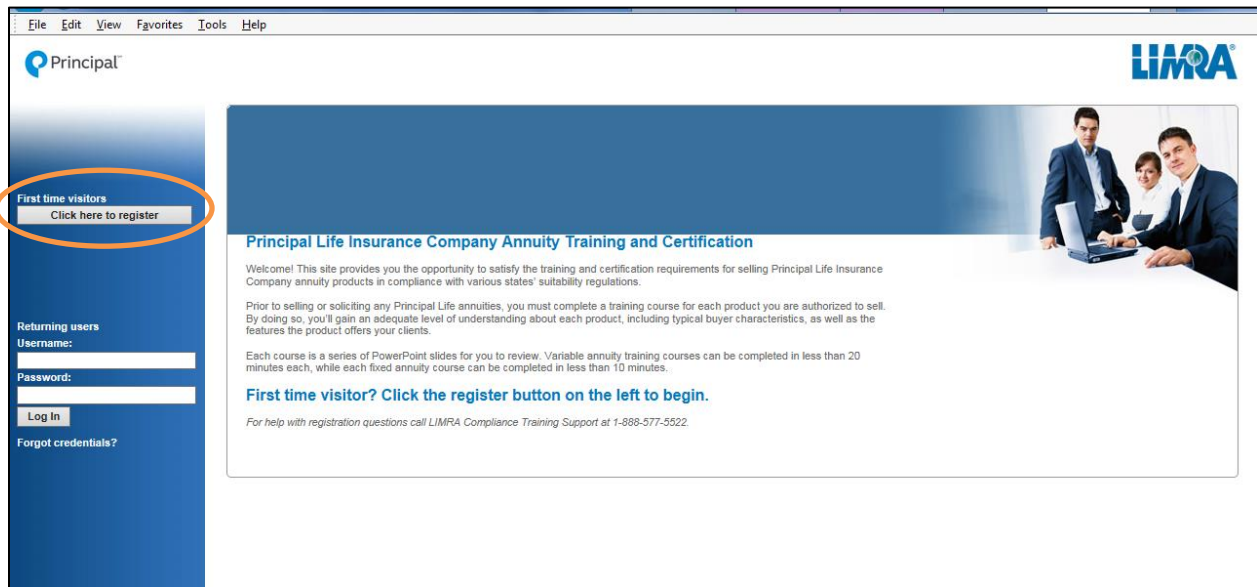 File Edit View Favorites Tools Help
Principal
LIMRA
First time visitors
Click here to register
Returning users
Username:
Password:
Log In
Forgot credentials?
Principal Life Insurance Company Annuity Training and Certification
Welcome! This site provides you the opportunity to satisfy the training and certification requirements for selling Principal Life Insurance
Company annuity products in compliance with various states' suitability regulations.
Prior to selling or soliciting any Principal Life annuities, you must complete a training course for each product you are authorized to sell.
By doing so, you'll gain an adequate level of understanding about each product, including typical buyer characteristics, as well as the
features the product offers your clients.
Each course is a series of PowerPoint slides for you to review. Variable annuity training courses can be completed in less than 20
minutes each, while each fixed annuity course can be completed in less than 10 minutes.
First time visitor? Click the register button on the left to begin.
For help with registration questions call LIMRA Compliance Training Support at 1-888-577-5522.